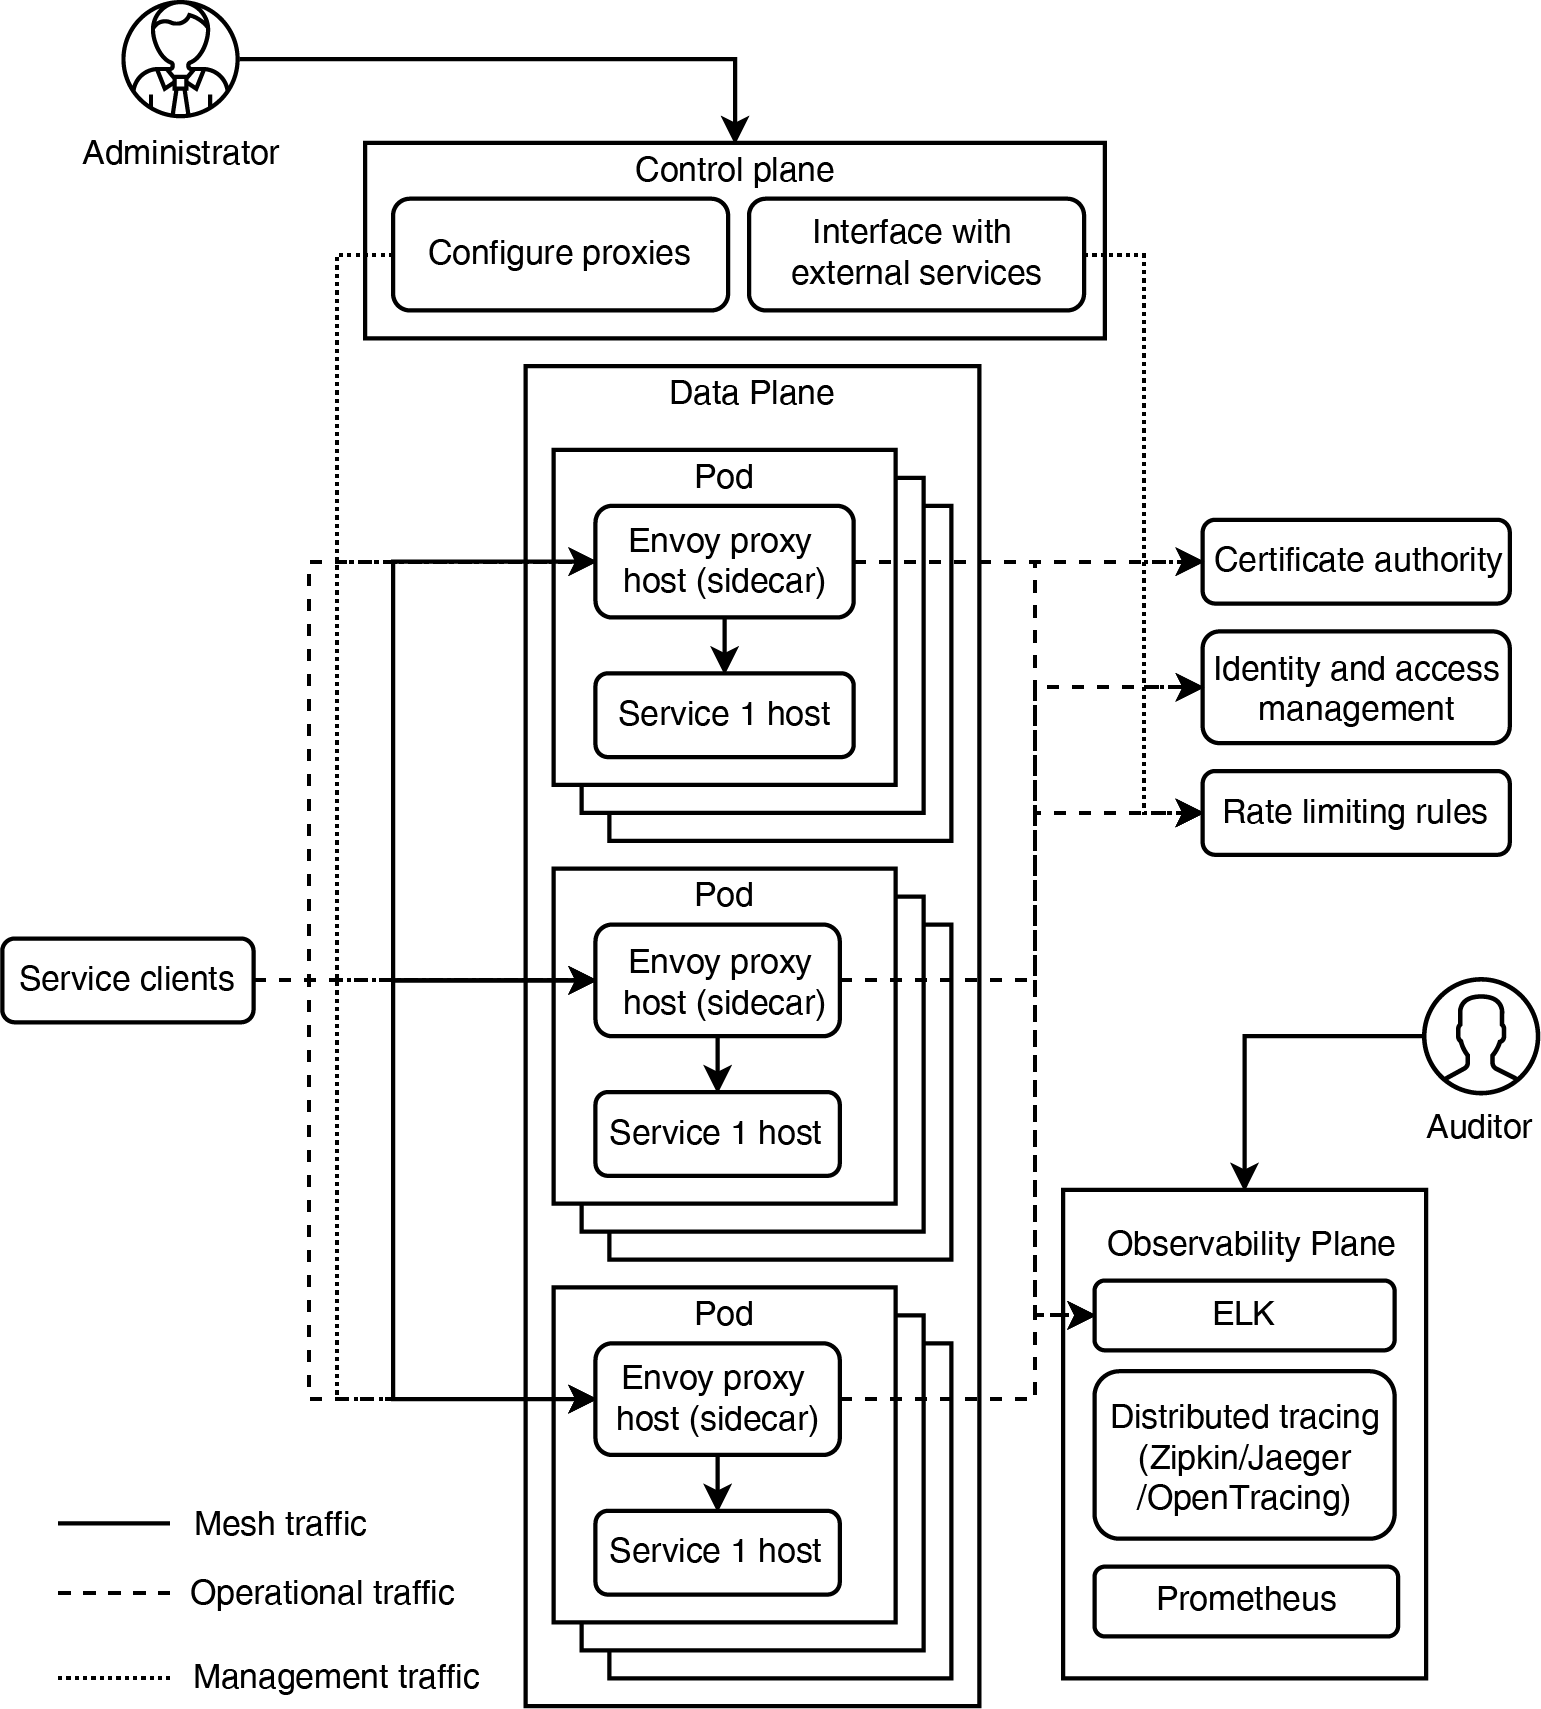 Administrator
Control plane
Configure proxies
Interface with
external services
Data Plane
Pod
Envoy proxy
host (sidecar)
Service 1 host
Certificate authority
Identity and access
management
Rate limiting rules
Pod
Envoy proxy
host (sidecar)
Service 1 host
Service clients
Auditor
Observability Plane
ELK
Distributed tracing
(Zipkin/Jaeger
/OpenTracing)
Prometheus
Pod
Envoy proxy
host (sidecar)
Service 1 host
Mesh traffic
Operational traffic
Management traffic